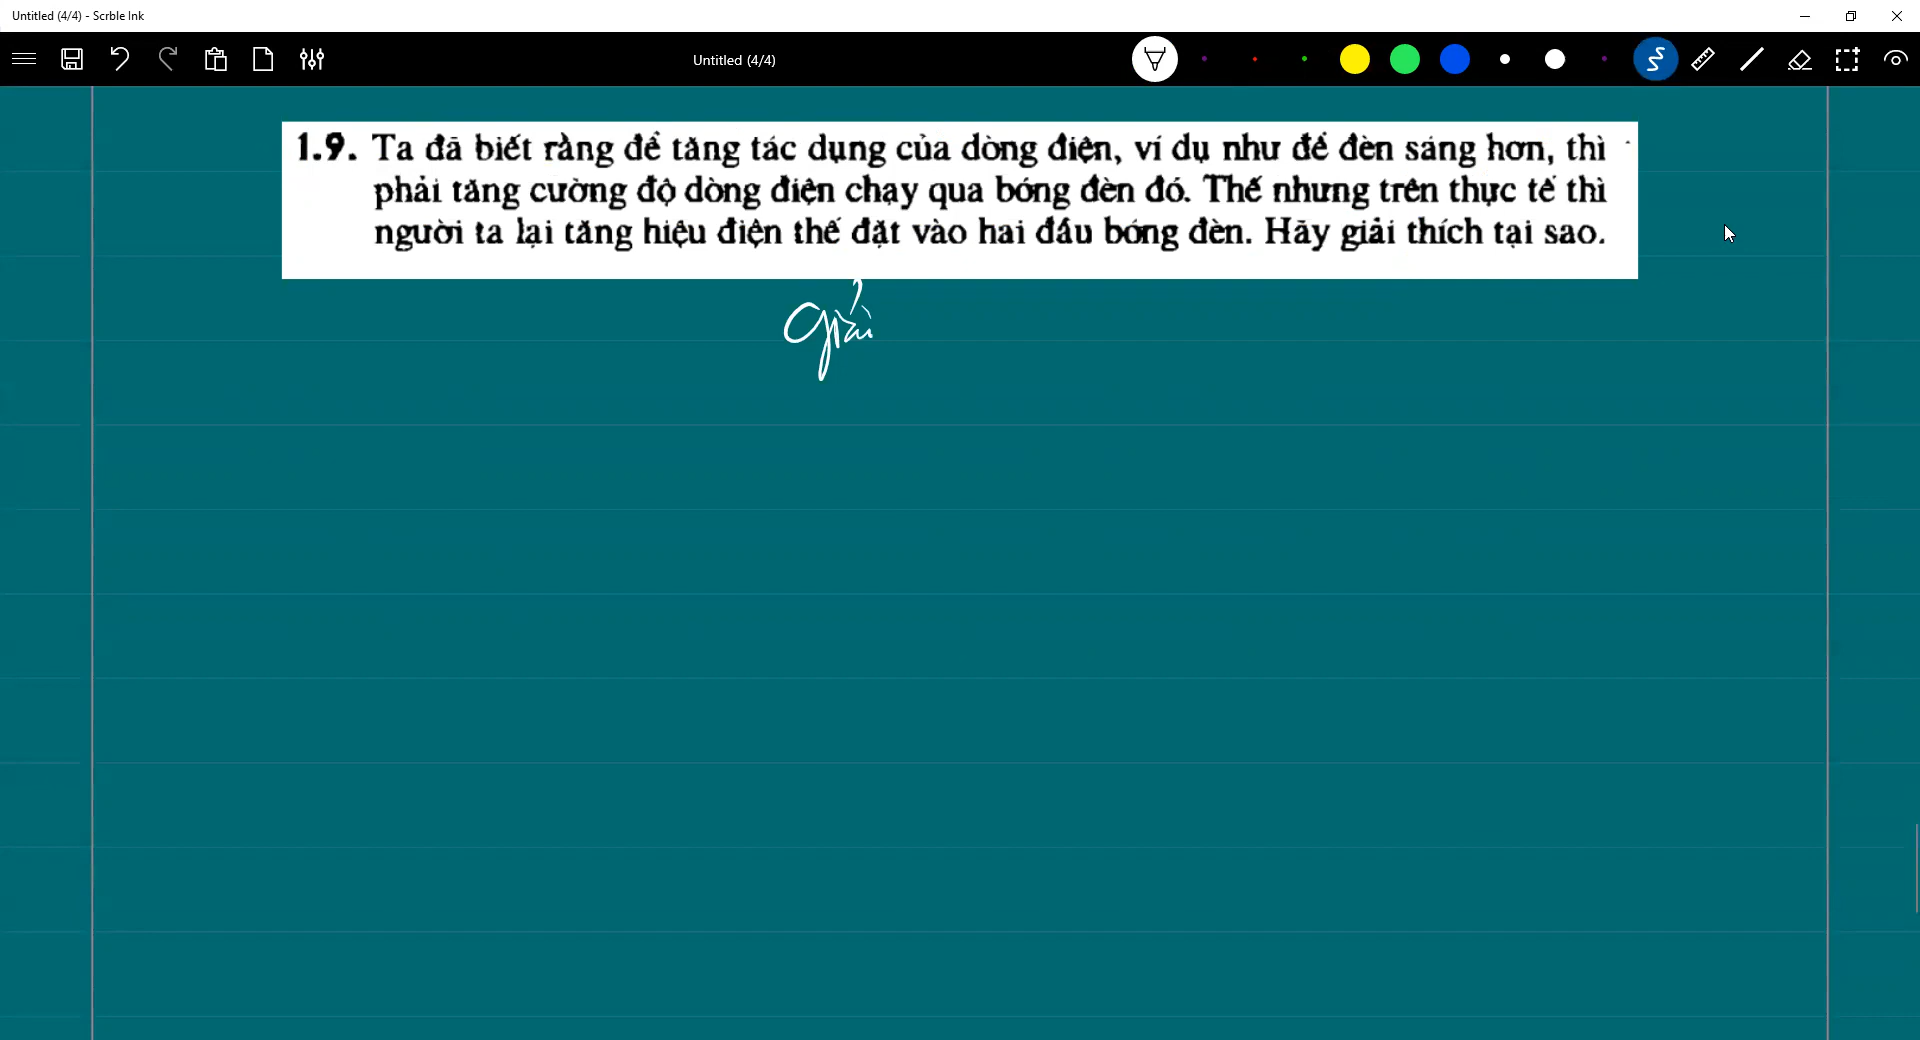 Untitled (4/4) - Scrble Ink
Untitled (4/4)
1.9. Ta đã biết rằng để tăng tác dụng của dòng điện, ví dụ như để đèn sáng hơn, thì
phải tăng cường độ dòng điện chạy qua bóng đèn đó. Thế nhưng trên thực tế thì
người ta lại tăng hiệu điện thế đặt vào hai đầu bóng đèn. Hãy giải thích tại sao.
Giải